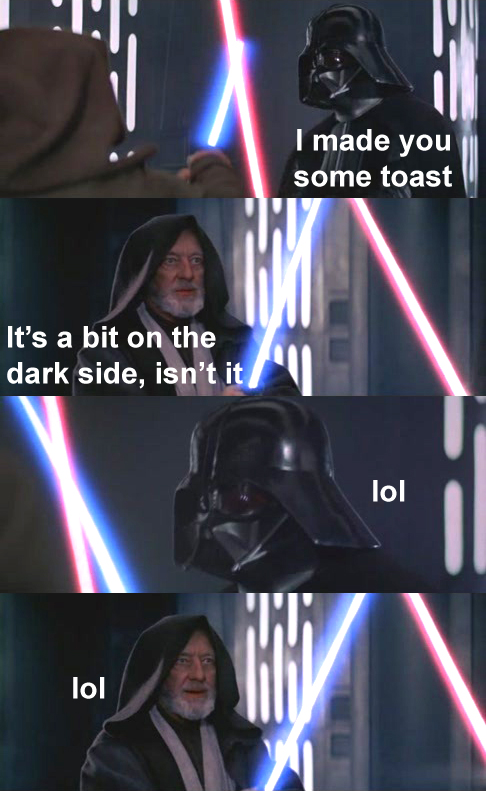 I made you
some toast
It's a bit on the
dark side, isn't it
lol
lol